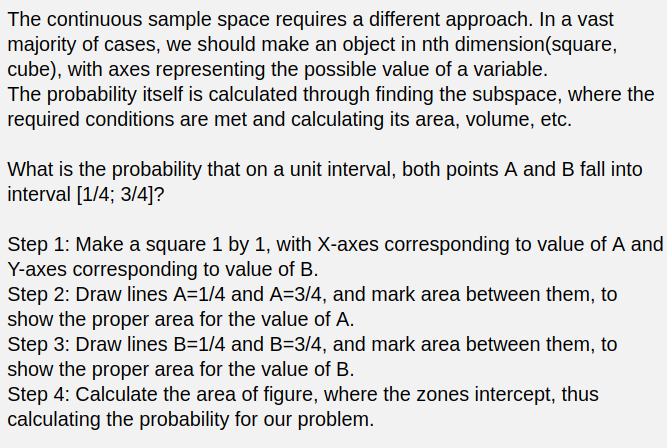 The continuous sample space requires a different approach. In a vast
majority of cases, we should make an object in nth dimension(square,
cube), with axes representing the possible value of a variable.
The probability itself is calculated through finding the subspace, where the
required conditions are met and calculating its area, volume, etc.
What is the probability that on a unit interval, both points A and B fall into
interval [1/4; 3/4]?
Step 1: Make a square 1 by 1, with X-axes corresponding to value of A and
Y-axes corresponding to value of B.
Step 2: Draw lines A=1/4 and A=3/4, and mark area between them, to
show the proper area for the value of A.
Step 3: Draw lines B=1/4 and B=3/4, and mark area between them, to
show the proper area for the value of B.
Step 4: Calculate the area of figure, where the zones intercept, thus
calculating the probability for our problem.